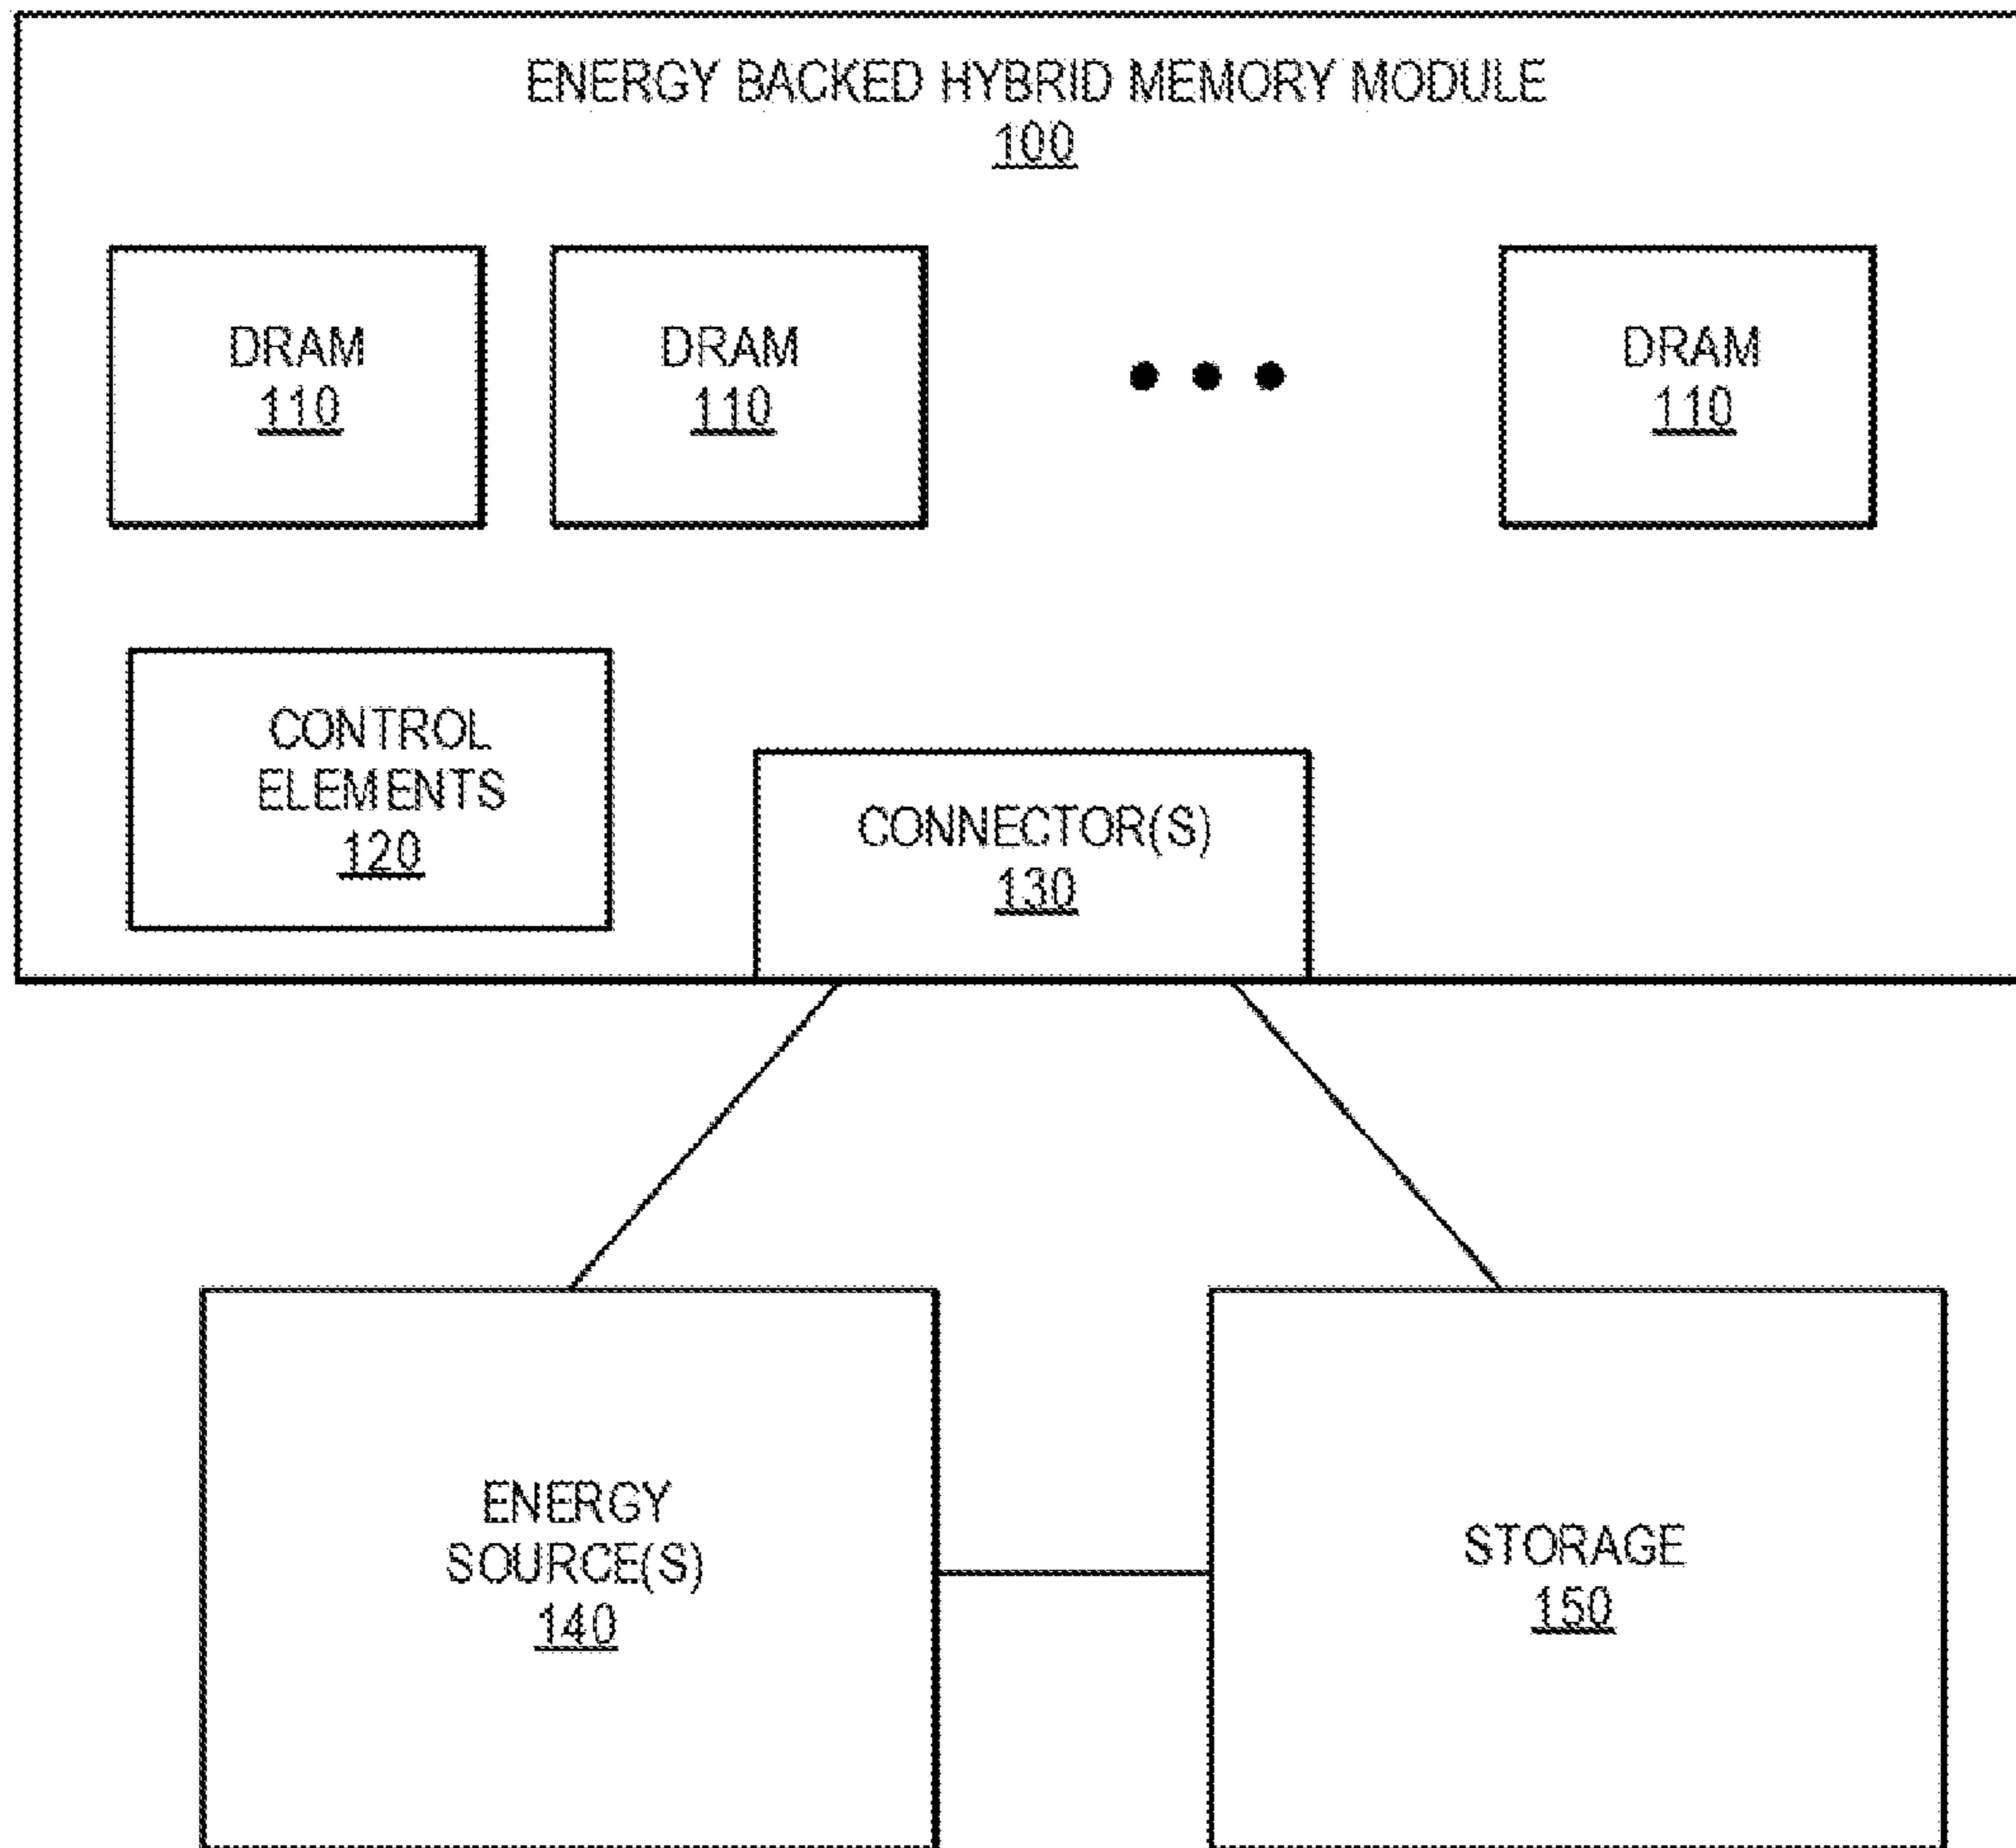 ENERGY BACKED HYBRID MEMORY MODULE
100
DRAM
110
DRAM
110
DRAM
110
CONTROL
ELEMENTS
120
CONNECTOR(S)
130
ENERGY
SOURCE(S)
140
STORAGE
150